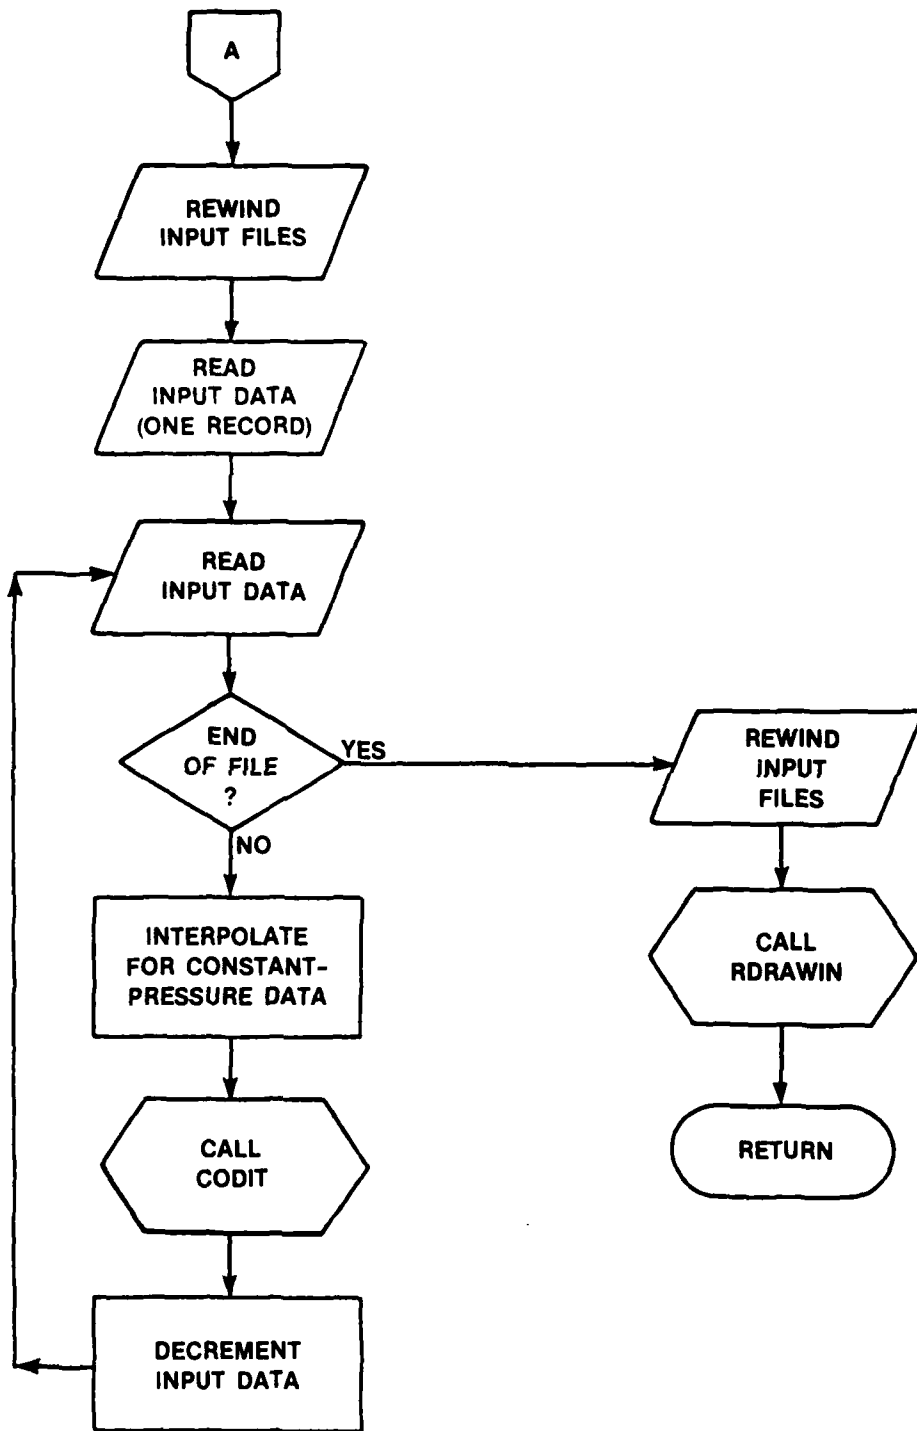 A
REWIND
INPUT FILES
READ
INPUT DATA
(ONE RECORD)
READ
INPUT DATA
END
OF FILE
?
YES
NO
INTERPOLATE
FOR CONSTANT-
PRESSURE DATA
CALL
CODIT
DECREMENT
INPUT DATA
REWIND
INPUT
FILES
CALL
RDRAWIN
RETURN